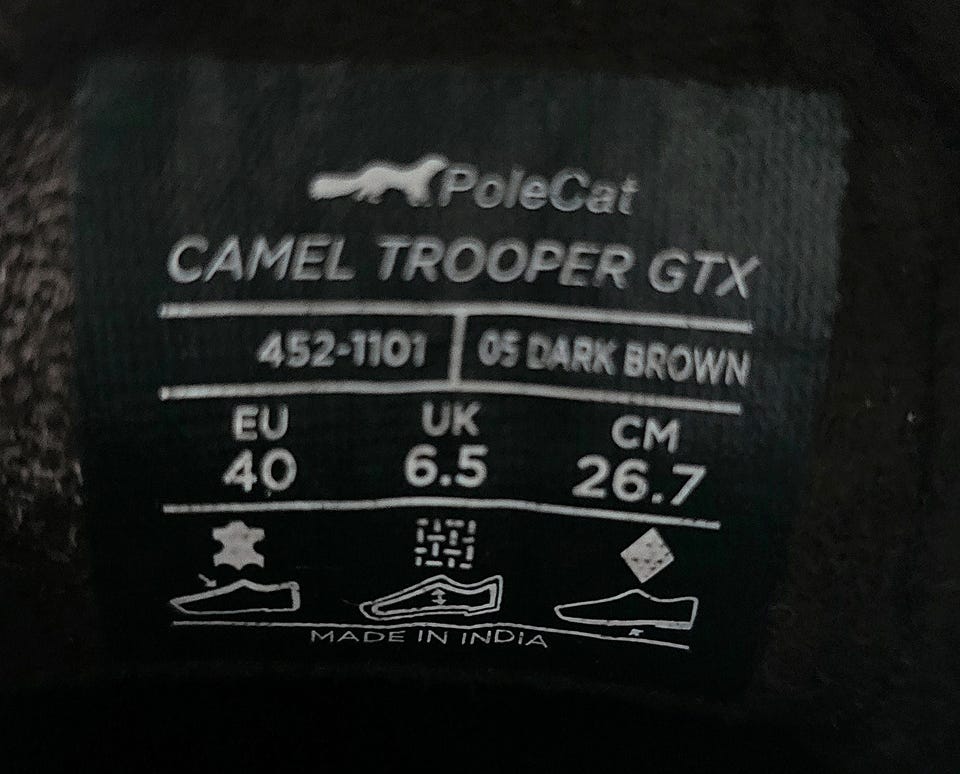 PoleCat
CAMEL TROOPER GTX
452-1101 05 DARK BROWN
EU UK CM
40 6.5 26.7
MADE IN INDIA